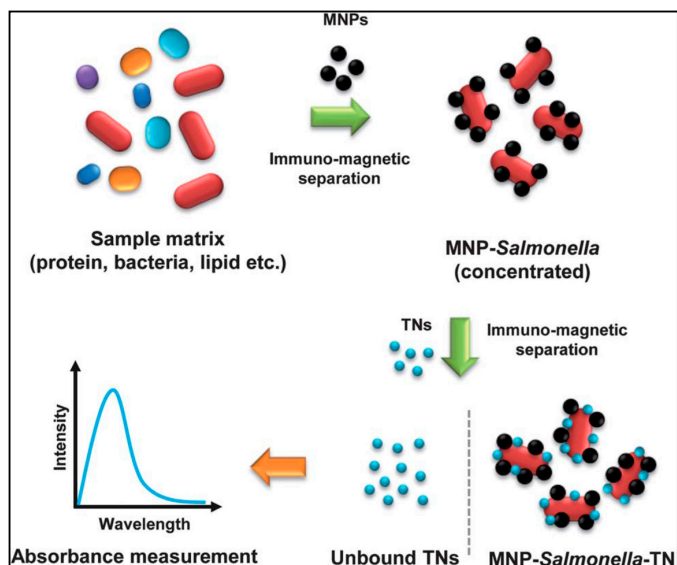 MNPs
Immuno-magnetic
separation
Sample matrix
(protein, bacteria, lipid etc.)
MNP-Salmonella
(concentrated)
TNs
Immuno-magnetic
separation
Intensity
Wavelength
Absorbance measurement
Unbound TNs
MNP-Salmonella-TN